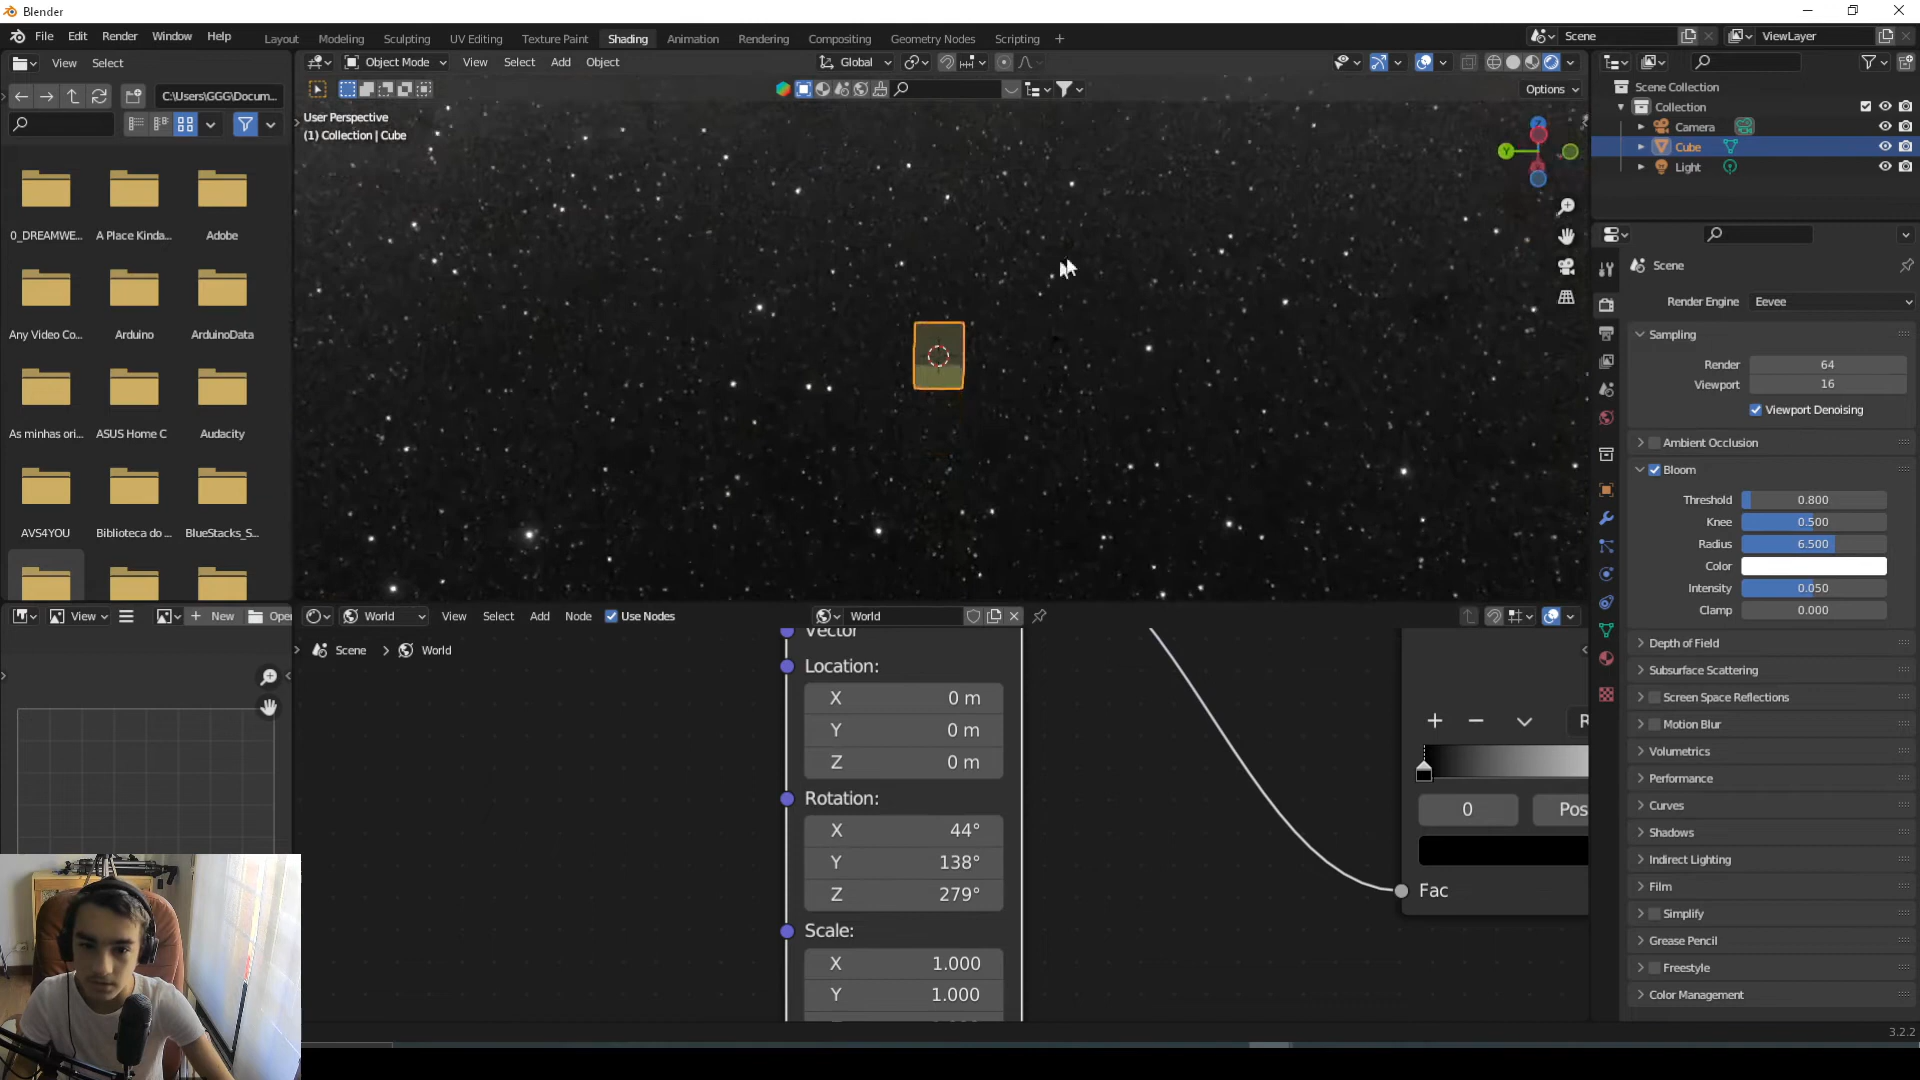 Blender
File Edit Render Window Help Layout Modeling Sculpting UV Editing Texture Paint Shading Animation Rendering Compositing Geometry Nodes Scripting + Scene ViewLayer
View Select
Object Mode View Select Add Object Global
C:\Users\GGG\Docum...
Options
User Perspective
(1) Collection | Cube
Scene Collection
Collection
Camera
Cube
Light
0_DREAMWE... A Place Kinda... Adobe
Any Video Co... Arduino ArduinoData
As minhas ori... ASUS Home C Audacity
AVS4YOU Biblioteca do ... BlueStacks_S...
Y
Scene
Render Engine Eevee
Sampling
Render 64
Viewport 16
Viewport Denoising
Ambient Occlusion
Bloom
Threshold 0.800
Knee 0.500
Radius 6.500
Color
Intensity 0.050
Clamp 0.000
Depth of Field
Subsurface Scattering
Screen Space Reflections
Motion Blur
Volumetrics
Performance
Curves
Shadows
Indirect Lighting
Film
Simplify
Grease Pencil
Freestyle
Color Management
View + New Open
World View Select Add Node Use Nodes World
Scene > World
Vector
Location:
X 0 m
Y 0 m
Z 0 m
Rotation:
X 44°
Y 138°
Z 279°
Scale:
X 1.000
Y 1.000
+ − R
0 Pos
Fac
3.2.2